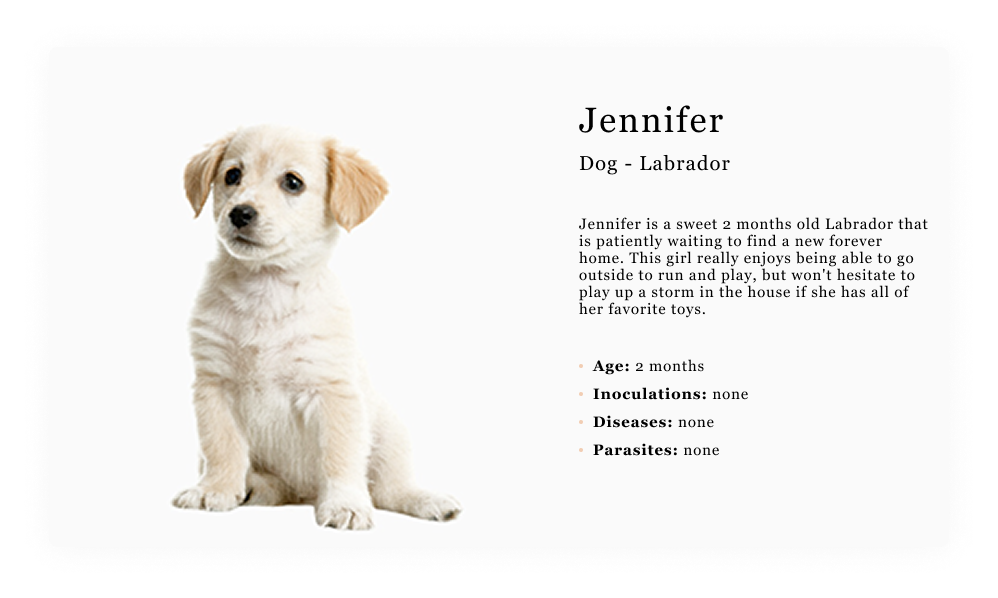 Jennifer
Dog - Labrador
Jennifer is a sweet 2 months old Labrador that
is patiently waiting to find a new forever
home. This girl really enjoys being able to go
outside to run and play, but won't hesitate to
play up a storm in the house if she has all of
her favorite toys.
• Age: 2 months
• Inoculations: none
• Diseases: none
• Parasites: none